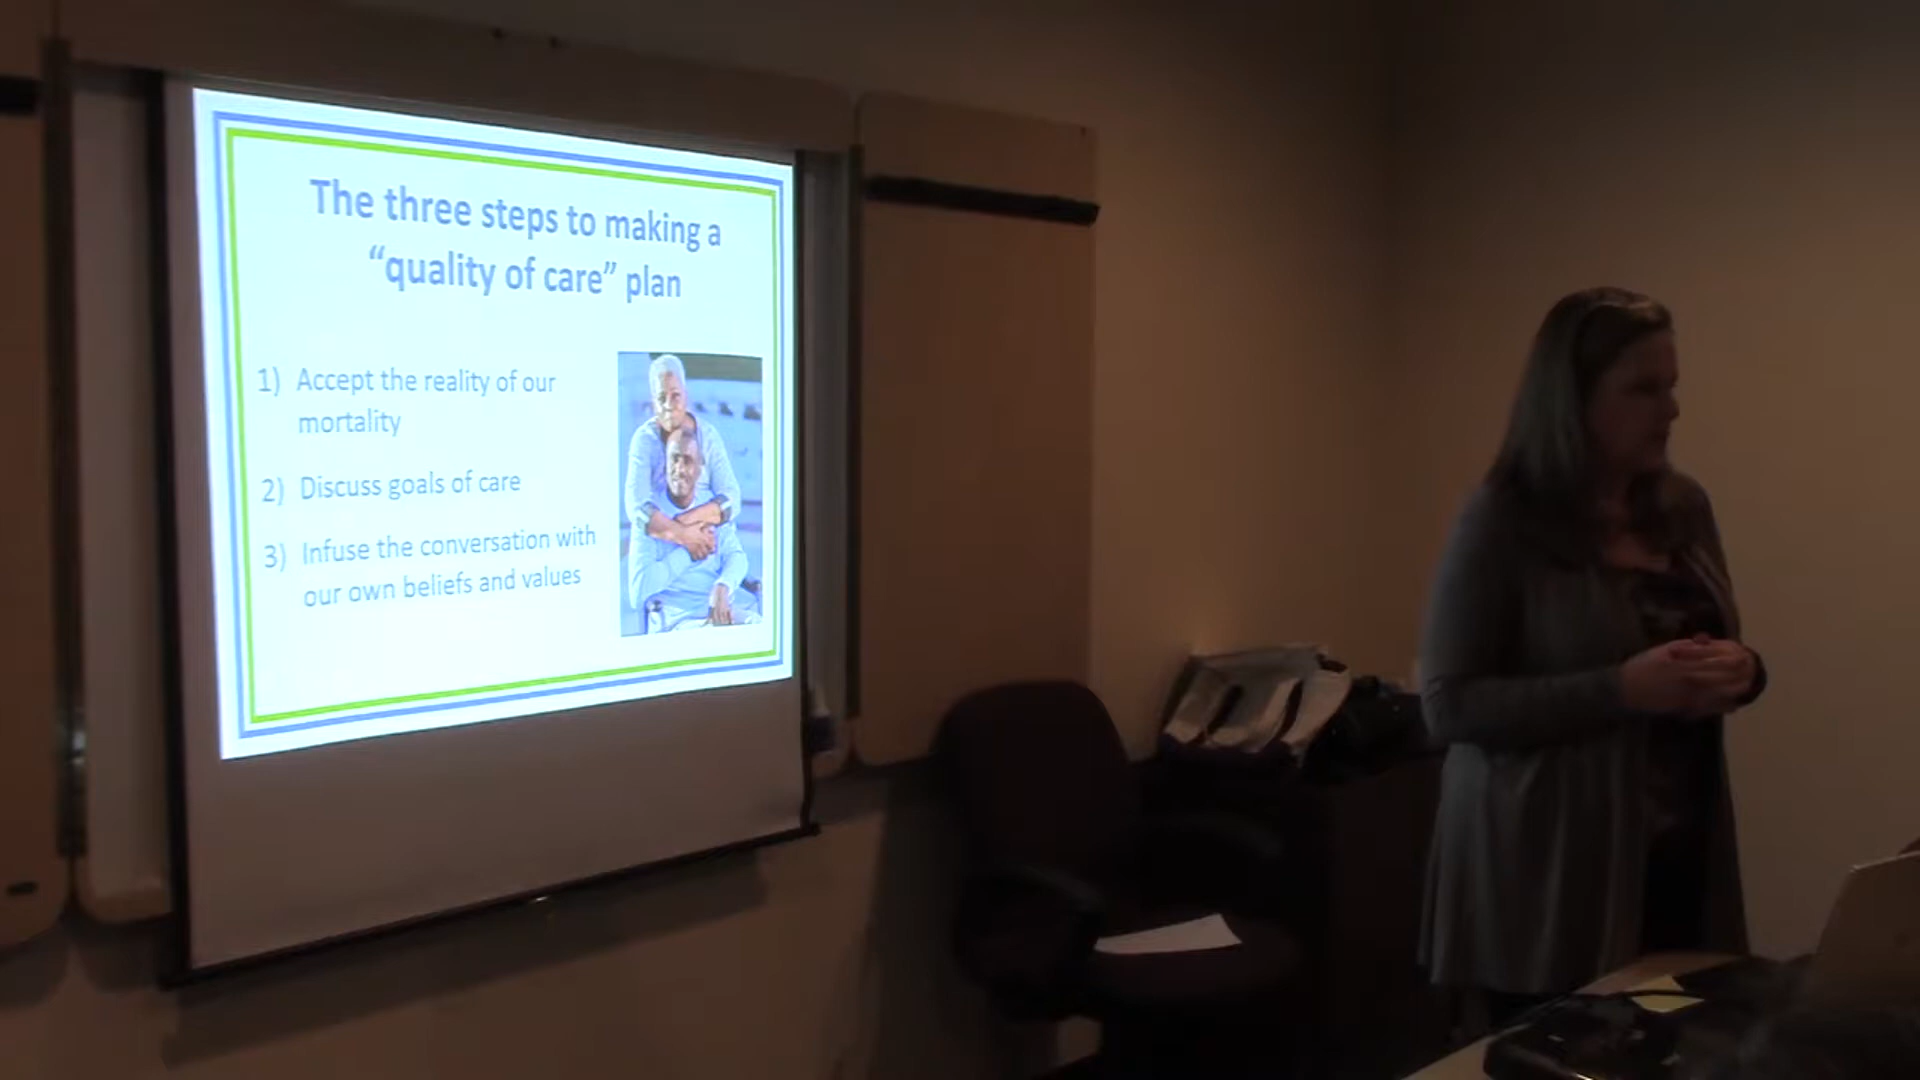 The three steps to making a
“quality of care” plan
1) Accept the reality of our
mortality
2) Discuss goals of care
3) Infuse the conversation with
our own beliefs and values